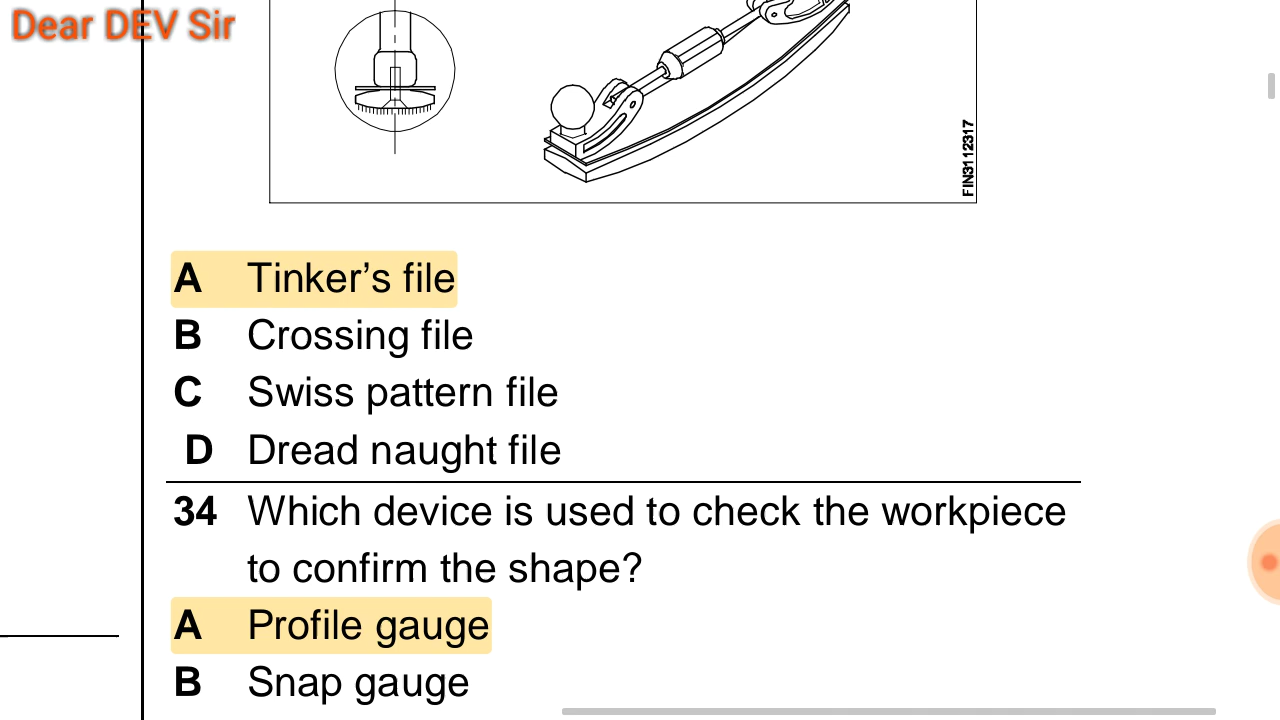 Dear DEV Sir
FIN3112317
A Tinker’s file
B Crossing file
C Swiss pattern file
D Dread naught file
34 Which device is used to check the workpiece
to confirm the shape?
A Profile gauge
B Snap gauge